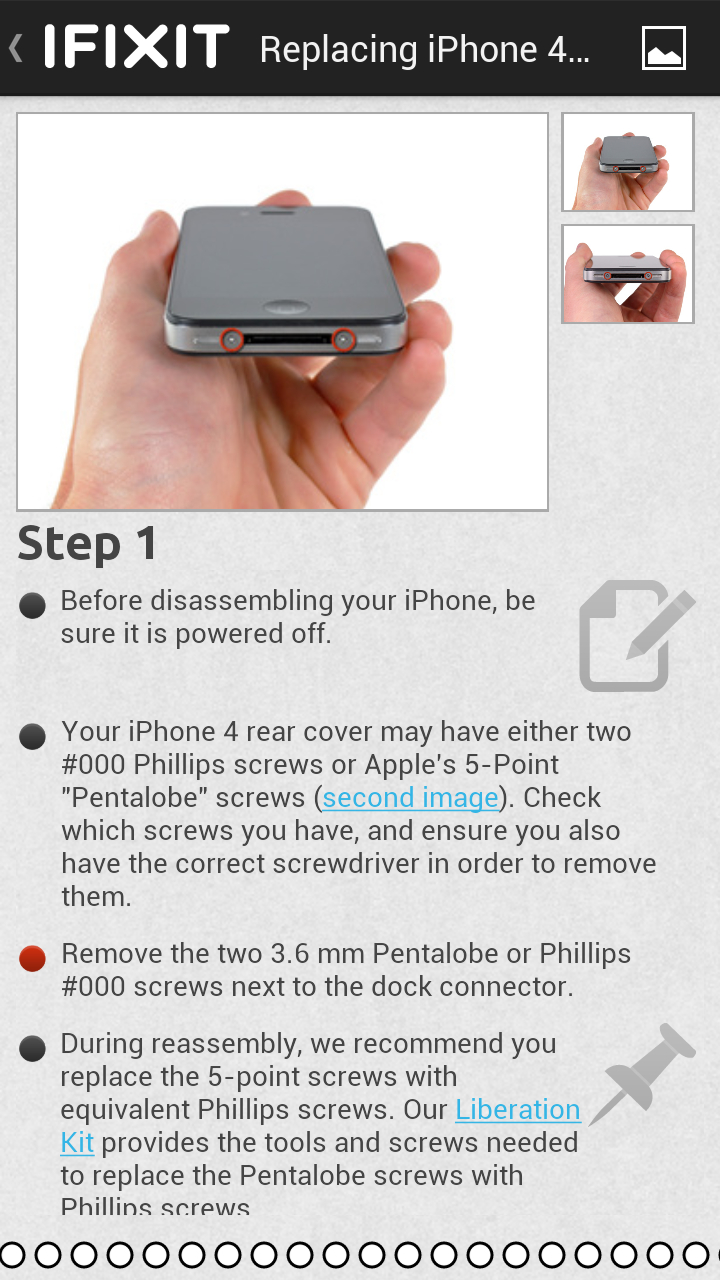 IFIXIT Replacing iPhone 4...
Step 1
Before disassembling your iPhone, be
sure it is powered off.
Your iPhone 4 rear cover may have either two
#000 Phillips screws or Apple's 5-Point
"Pentalobe" screws (second image). Check
which screws you have, and ensure you also
have the correct screwdriver in order to remove
them.
Remove the two 3.6 mm Pentalobe or Phillips
#000 screws next to the dock connector.
During reassembly, we recommend you
replace the 5-point screws with
equivalent Phillips screws. Our Liberation
Kit provides the tools and screws needed
to replace the Pentalobe screws with
Phillips screws